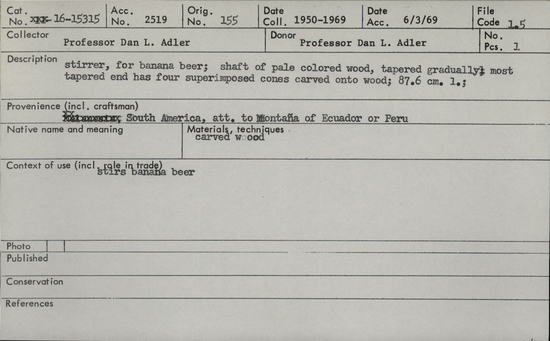 Cat. No. 16-15315 Acc. No. 2519 Orig. No. 155 Date Coll. 1950-1969 Date Acc. 6/3/69 File Code 1.5
Collector Professor Dan L. Adler Donor Professor Dan L. Adler No. Pcs. 1
Description stirrer, for banana beer; shaft of pale colored wood, tapered gradually; most
tapered end has four superimposed cones carved onto wood; 87.6 cm. l.;
Provenience (incl. craftsman)
South America, att. to Montaña of Ecuador or Peru
Native name and meaning Materials, techniques
carved wood
Context of use (incl. role in trade)
stirs banana beer
Photo
Published
Conservation
References